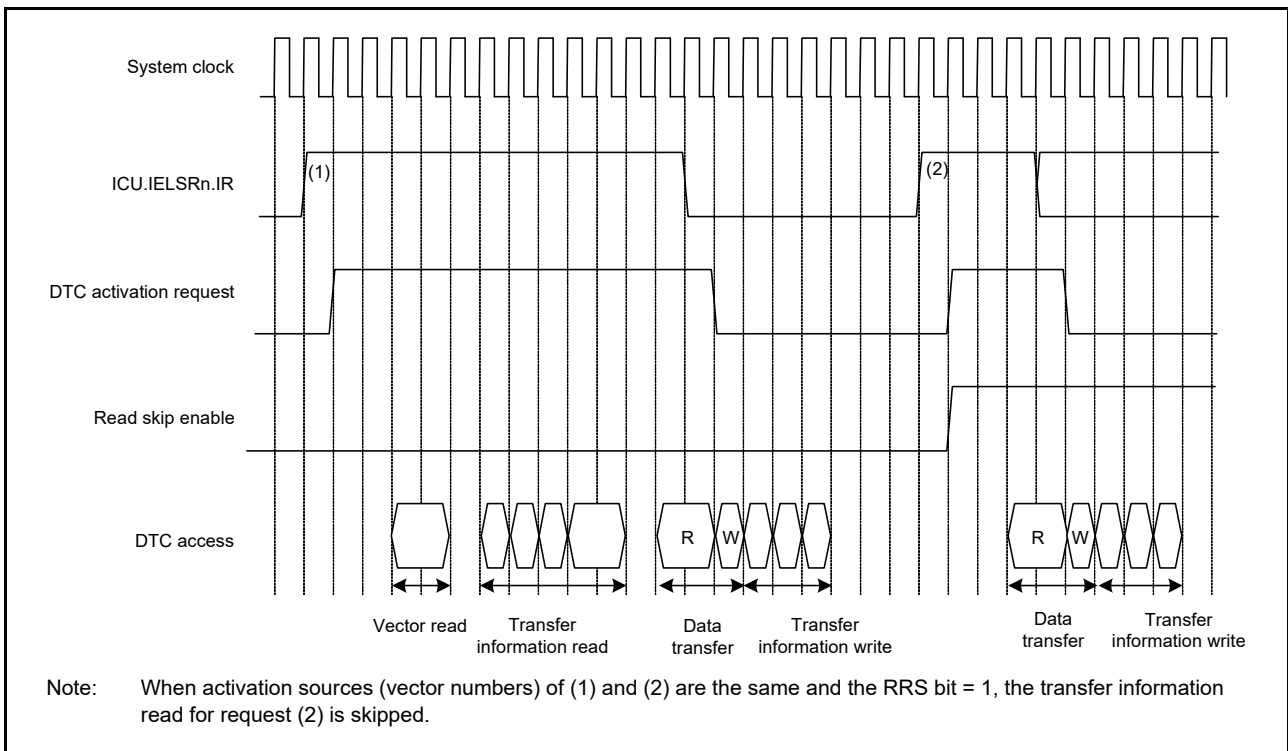 System clock
ICU.IELSRn.IR
(1)
(2)
DTC activation request
Read skip enable
DTC access
R
W
R
W
Vector read
Transfer
information read
Data
transfer
Transfer
information write
Data
transfer
Transfer
information write
Note: When activation sources (vector numbers) of (1) and (2) are the same and the RRS bit = 1, the transfer information
read for request (2) is skipped.